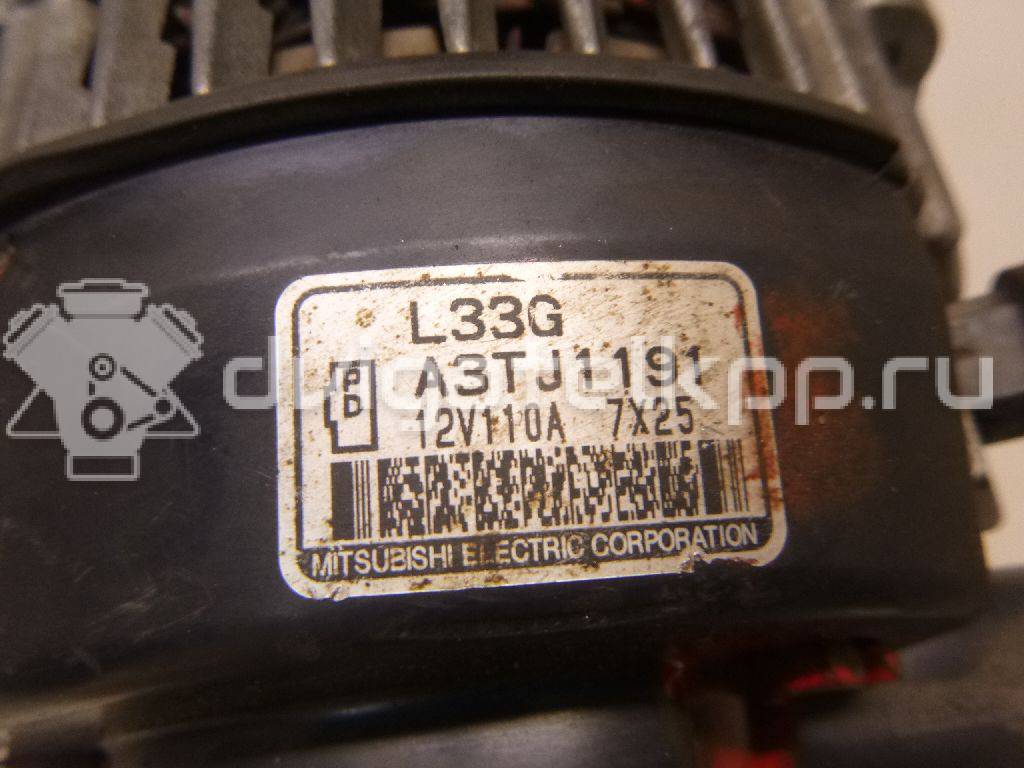 L33G
A3TJ1191
P
D
12V110A 7X25
MITSUBISHI ELECTRIC CORPORATION